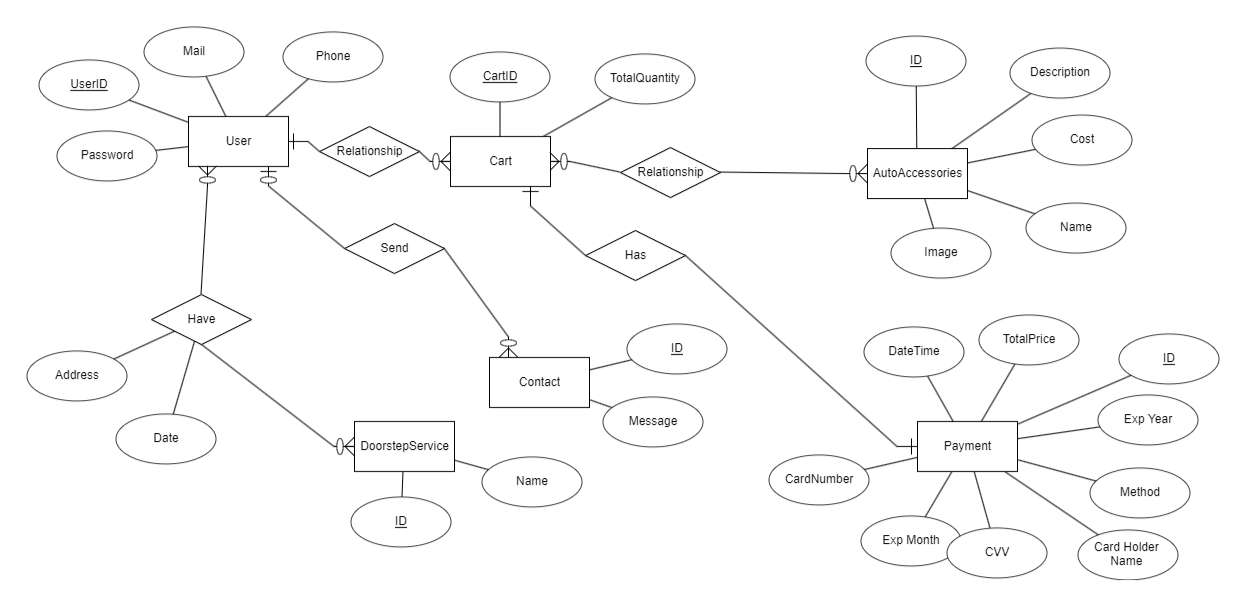 Mail
Phone
UserID
Password
User
Relationship
CartID
TotalQuantity
Cart
Relationship
ID
Description
Cost
AutoAccessories
Name
Image
Send
Has
Have
Address
Date
Contact
ID
Message
DoorstepService
Name
ID
DateTime
TotalPrice
ID
Exp Year
Payment
CardNumber
Method
Exp Month
CVV
Card Holder
Name